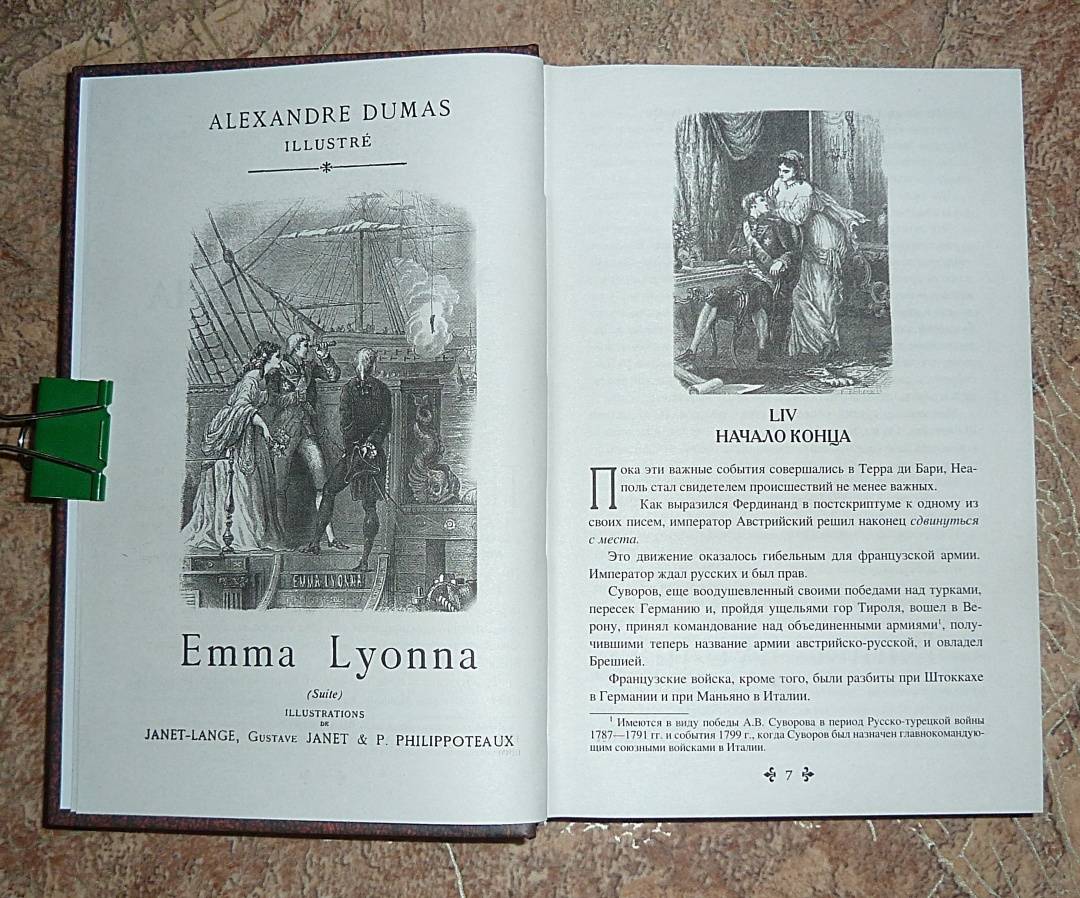 ALEXANDRE DUMAS
ILLUSTRÉ
EMMA LYONNA
Emma Lyonna
(Suite)
ILLUSTRATIONS
DE
JANET-LANGE, GUSTAVE JANET & P. PHILIPPOTEAUX
LIV
НАЧАЛО КОНЦА
Пока эти важные события совершались в Терра ди Бари, Неа-
поль стал свидетелем происшествий не менее важных.
Как выразился Фердинанд в постскриптуме к одному из
своих писем, император Австрийский решил наконец сдвинуться
с места.
Это движение оказалось гибельным для французской армии.
Император ждал русских и был прав.
Суворов, еще воодушевленный своими победами над турками,
пересек Германию и, пройдя ущельями гор Тироля, вошел в Ве-
рону, принял командование над объединенными армиями¹, полу-
чившими теперь название армии австрийско-русской, и овладел
Брешией.
Французские войска, кроме того, были разбиты при Штоккахе
в Германии и при Маньяно в Италии.
¹ Имеются в виду победы А.В. Суворова в период Русско-турецкой войны
1787—1791 гг. и события 1799 г., когда Суворов был назначен главнокомандую-
щим союзными войсками в Италии.
7